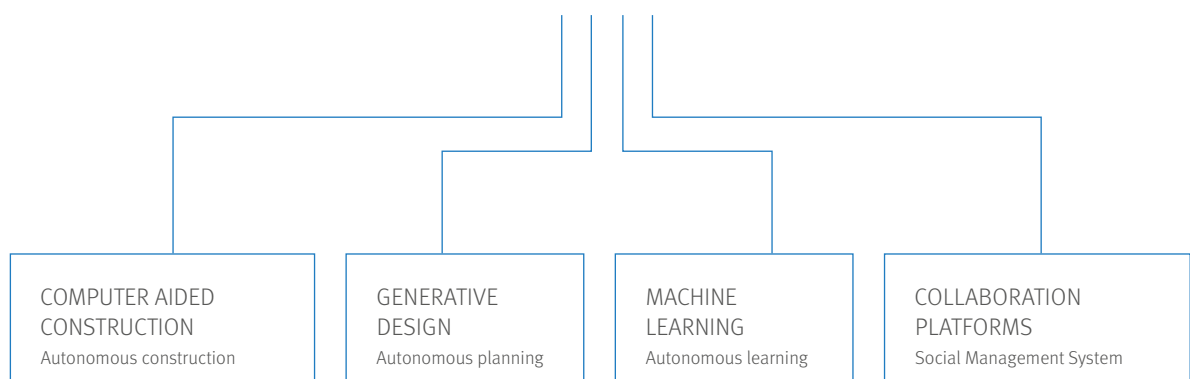 COMPUTER AIDED
CONSTRUCTION
Autonomous construction
GENERATIVE
DESIGN
Autonomous planning
MACHINE
LEARNING
Autonomous learning
COLLABORATION
PLATFORMS
Social Management System